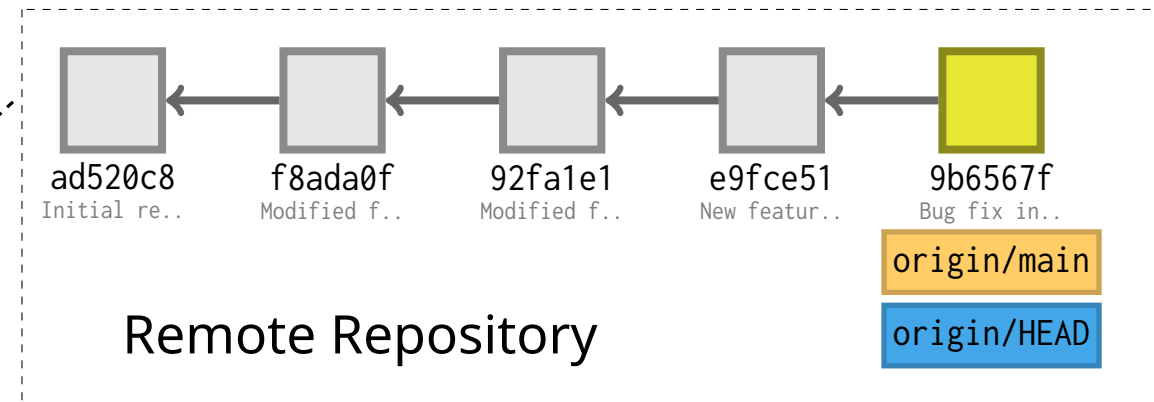 ad520c8 f8ada0f 92fa1e1 e9fce51 9b6567f
Initial re.. Modified f.. Modified f.. New featur.. Bug fix in..
origin/main
Remote Repository
origin/HEAD